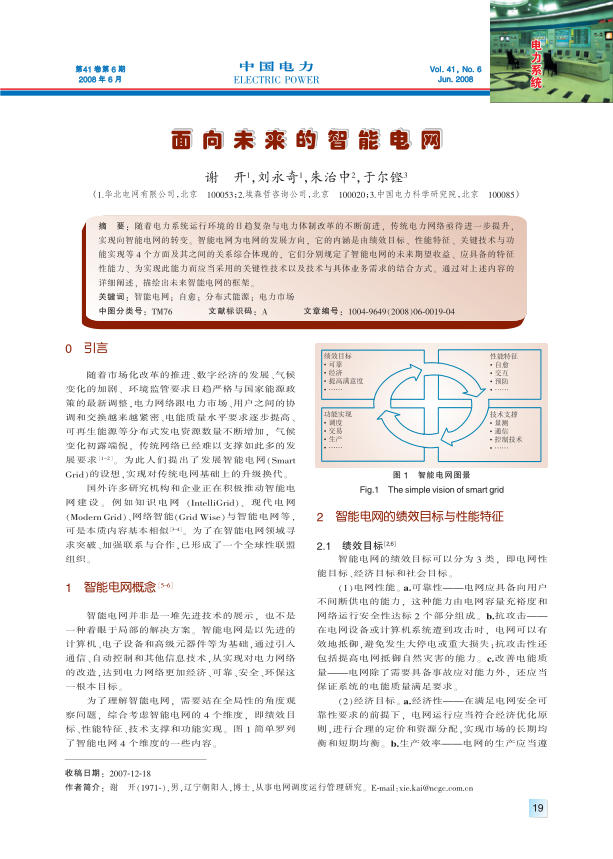 第41卷第6期
2008年6月
中国电力
ELECTRIC POWER
Vol. 41, No. 6
Jun. 2008
电力系统
面向未来的智能电网
谢　开1,刘永奇1,朱治中2,于尔铿3
(1.华北电网有限公司,北京　100053;2.埃森哲咨询公司,北京　100020;3.中国电力科学研究院,北京　100085)
摘　要：随着电力系统运行环境的日趋复杂与电力体制改革的不断前进，传统电力网络亟待进一步提升，
实现向智能电网的转变。智能电网为电网的发展方向，它的内涵是由绩效目标、性能特征、关键技术与功
能实现等4个方面及其之间的关系综合体现的，它们分别规定了智能电网的未来期望收益、应具备的特征
性能力、为实现此能力而应当采用的关键性技术以及技术与具体业务需求的结合方式。通过对上述内容的
详细阐述，描绘出未来智能电网的框架。
关键词：智能电网；自愈；分布式能源；电力市场
中图分类号：TM76　文献标识码：A　文章编号：1004-9649(2008)06-0019-04
0　引言
随着市场化改革的推进、数字经济的发展、气候
变化的加剧、环境监管要求日趋严格与国家能源政
策的最新调整,电力网络跟电力市场、用户之间的协
调和交换越来越紧密、电能质量水平要求逐步提高、
可再生能源等分布式发电资源数量不断增加，气候
变化初露端倪，传统网络已经难以支撑如此多的发
展要求[1-2]。为此人们提出了发展智能电网(Smart
Grid)的设想,实现对传统电网基础上的升级换代。
国外许多研究机构和企业正在积极推动智能电
网建设。例如知识电网 (IntelliGrid)、现代电网
(Modern Grid)、网络智能(Grid Wise)与智能电网等,
可是本质内容基本相似[3-4]。为了在智能电网领域寻
求突破、加强联系与合作,已形成了一个全球性联盟
组织。
1　智能电网概念[5-6]
智能电网并非是一堆先进技术的展示，也不是
一种着眼于局部的解决方案。智能电网是以先进的
计算机、电子设备和高级元器件等为基础,通过引入
通信、自动控制和其他信息技术,从实现对电力网络
的改造,达到电力网络更加经济、可靠、安全、环保这
一根本目标。
为了理解智能电网，需要站在全局性的角度观
察问题，综合考虑智能电网的4个维度，即绩效目
标、性能特征、技术支撑和功能实现。图1简单罗列
了智能电网4个维度的一些内容。
绩效目标
• 可靠
• 经济
• 提高满意度
• ……
性能特征
• 自愈
• 交互
• 预防
• ……
功能实现
• 调度
• 交易
• 生产
• ……
技术支撑
• 量测
• 通信
• 控制技术
• ……
图 1　智能电网图景
Fig.1　The simple vision of smart grid
2　智能电网的绩效目标与性能特征
2.1　绩效目标[2,6]
智能电网的绩效目标可以分为3类，即电网性
能目标、经济目标和社会目标。
(1)电网性能。a.可靠性——电网应具备向用户
不间断供电的能力，这种能力由电网容量充裕度和
网络运行安全性达标2个部分组成。b.抗攻击——
在电网设备或计算机系统遭到攻击时，电网可以有
效地抵御,避免发生大停电或重大损失;抗攻击性还
包括提高电网抵御自然灾害的能力。c.改善电能质
量——电网除了需要具备事故应对能力外，还应当
保证系统的电能质量满足要求。
(2)经济目标。a.经济性——在满足电网安全可
靠性要求的前提下，电网运行应当符合经济优化原
则,进行合理的定价和资源分配,实现市场的长期均
衡和短期均衡。b.生产效率——电网的生产应当遵
收稿日期：2007-12-18
作者简介：谢　开(1971-),男,辽宁朝阳人,博士,从事电网调度运行管理研究。E-mail:xie.kai@ncgc.com.cn
19